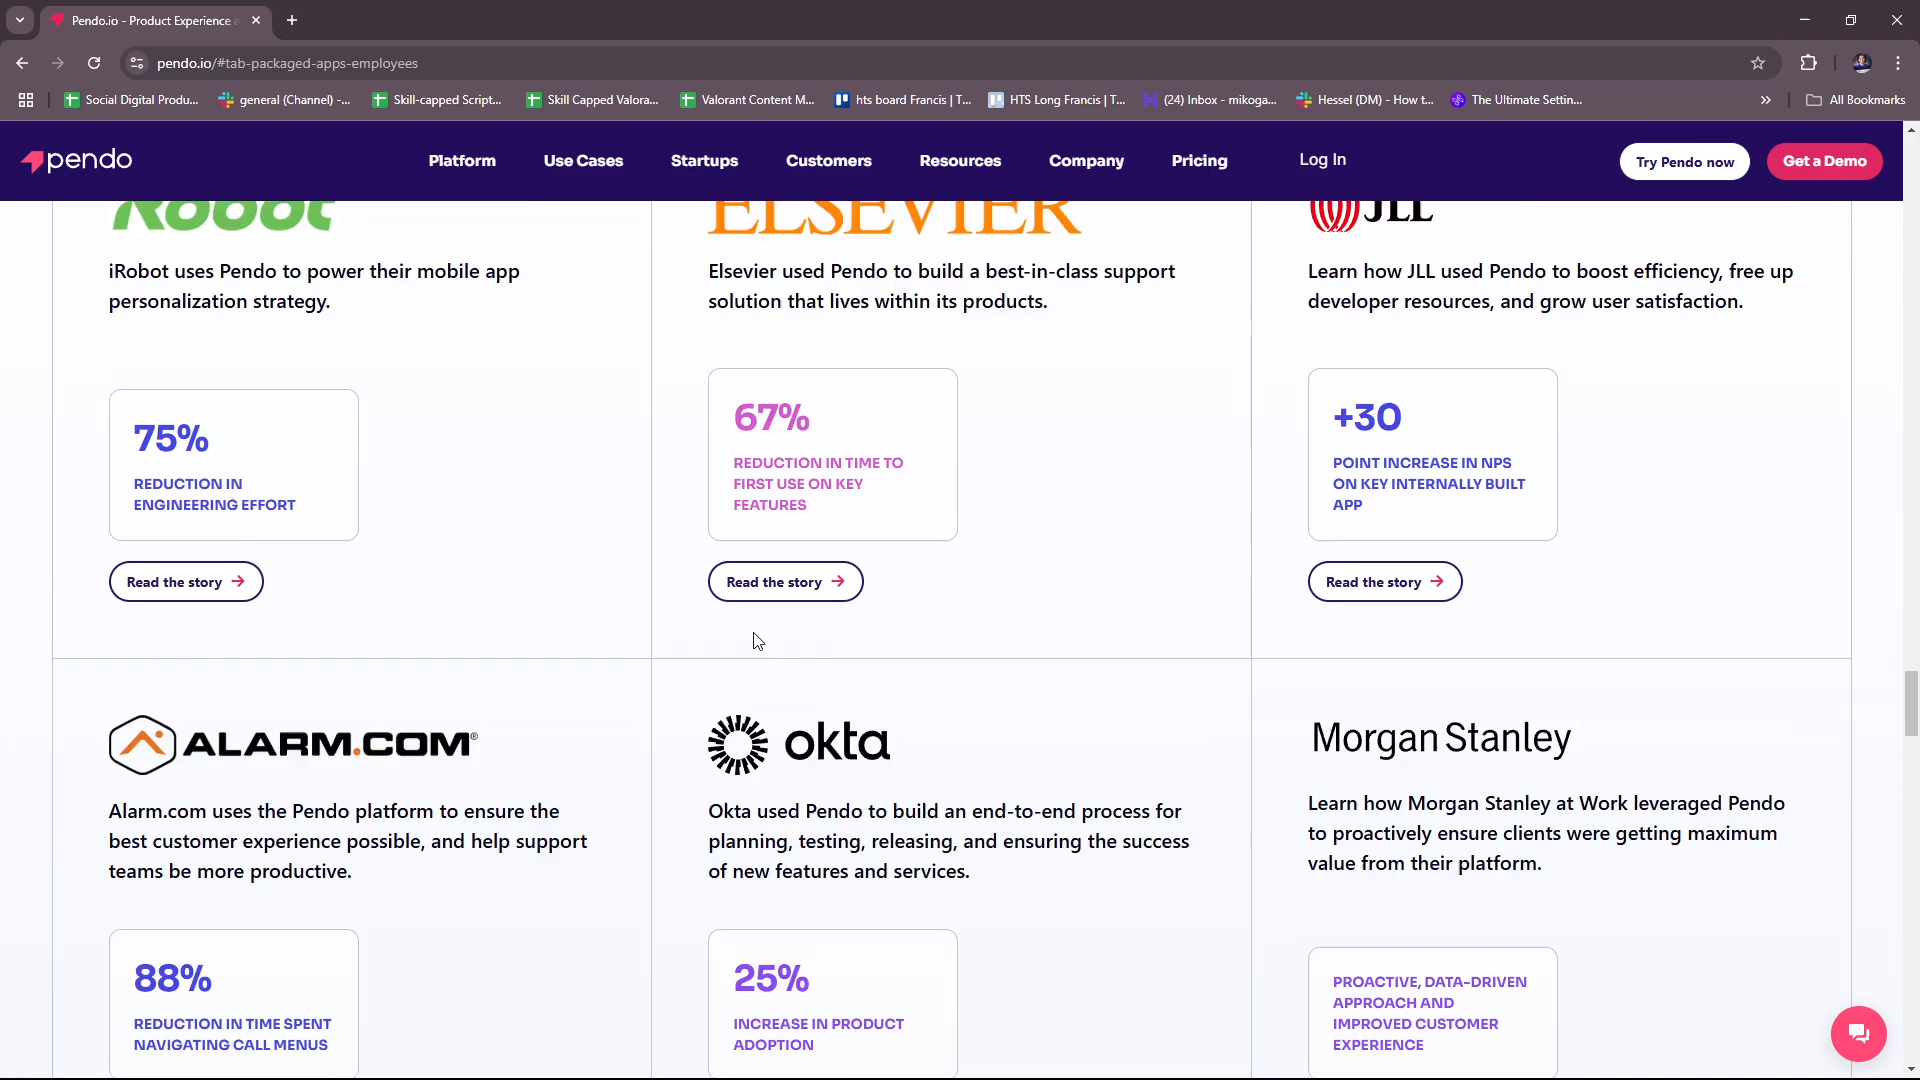 Pendo.io - Product Experience a
pendo.io/#tab-packaged-apps-employees
Social Digital Produ...
general (Channel) -...
Skill-capped Script...
Skill Capped Valora...
Valorant Content M...
hts board Francis | T...
HTS Long Francis | T...
(24) Inbox - mikoga...
Hessel (DM) - How t...
The Ultimate Settin...
All Bookmarks
pendo
Platform
Use Cases
Startups
Customers
Resources
Company
Pricing
Log In
Try Pendo now
Get a Demo
iRobot
ELSEVIER
JLL
iRobot uses Pendo to power their mobile app
personalization strategy.
Elsevier used Pendo to build a best-in-class support
solution that lives within its products.
Learn how JLL used Pendo to boost efficiency, free up
developer resources, and grow user satisfaction.
75%
REDUCTION IN
ENGINEERING EFFORT
67%
REDUCTION IN TIME TO
FIRST USE ON KEY
FEATURES
+30
POINT INCREASE IN NPS
ON KEY INTERNALLY BUILT
APP
Read the story
Read the story
Read the story
ALARM.COM®
okta
Morgan Stanley
Alarm.com uses the Pendo platform to ensure the
best customer experience possible, and help support
teams be more productive.
Okta used Pendo to build an end-to-end process for
planning, testing, releasing, and ensuring the success
of new features and services.
Learn how Morgan Stanley at Work leveraged Pendo
to proactively ensure clients were getting maximum
value from their platform.
88%
REDUCTION IN TIME SPENT
NAVIGATING CALL MENUS
25%
INCREASE IN PRODUCT
ADOPTION
PROACTIVE, DATA-DRIVEN
APPROACH AND
IMPROVED CUSTOMER
EXPERIENCE